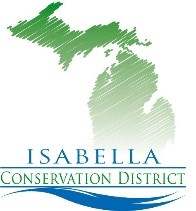 ISABELLA
CONSERVATION DISTRICT